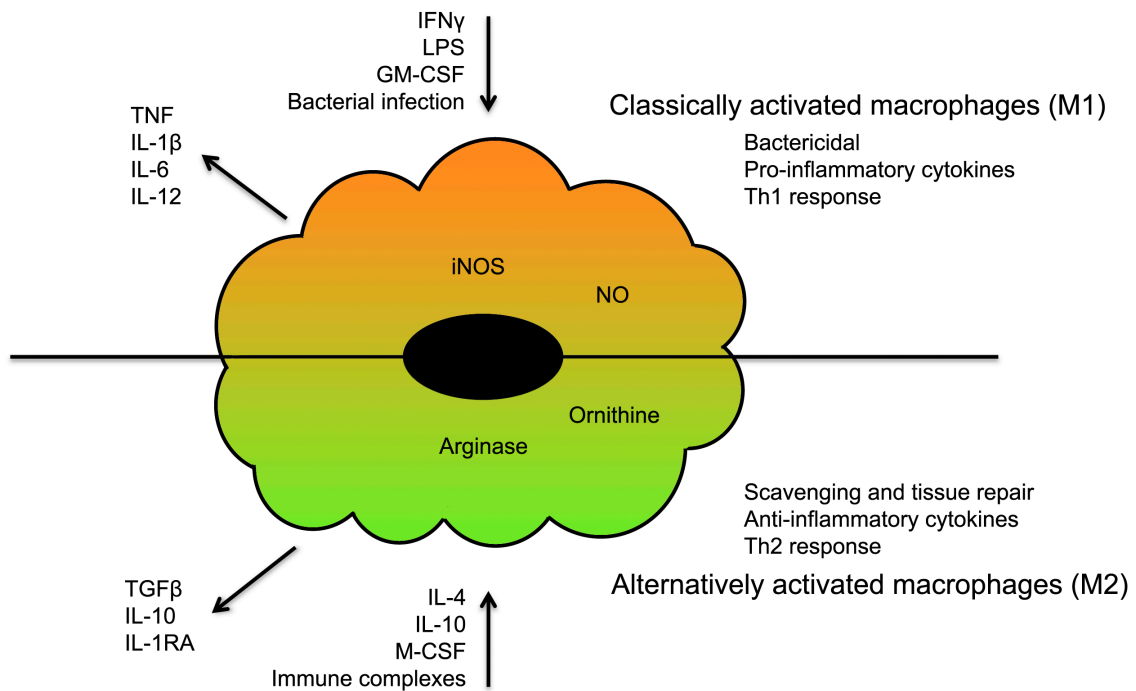 IFNγ
LPS
GM-CSF
Bacterial infection
Classically activated macrophages (M1)
Bactericidal
Pro-inflammatory cytokines
Th1 response
TNF
IL-1β
IL-6
IL-12
iNOS
NO
Ornithine
Arginase
Scavenging and tissue repair
Anti-inflammatory cytokines
Th2 response
Alternatively activated macrophages (M2)
TGFβ
IL-10
IL-1RA
IL-4
IL-10
M-CSF
Immune complexes